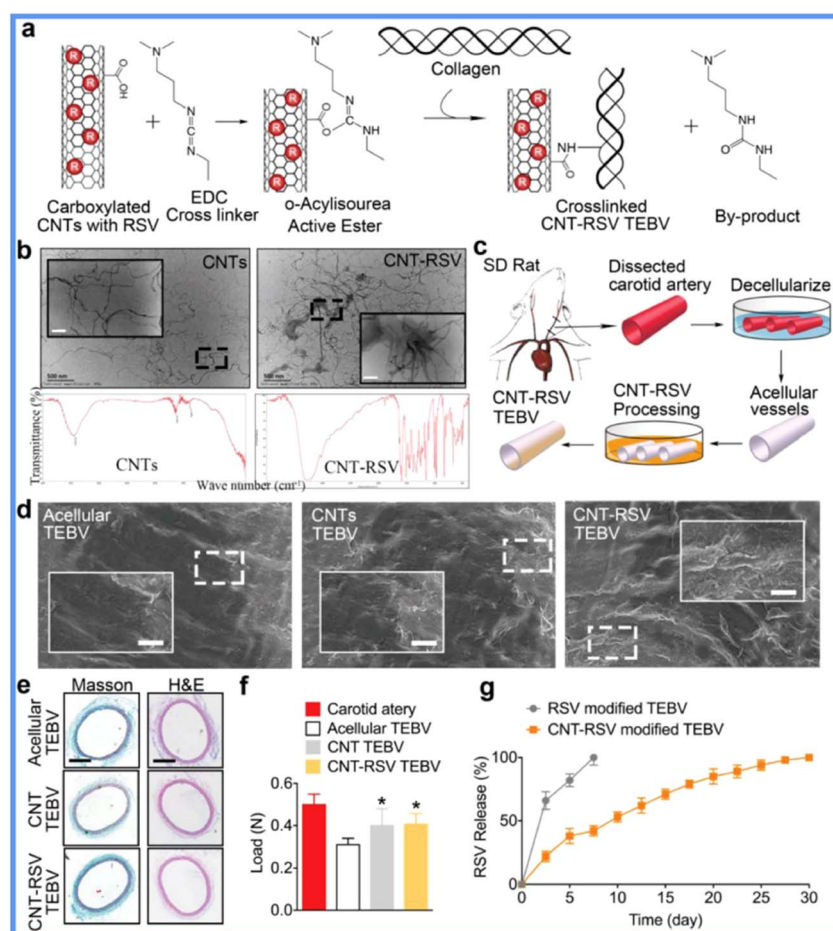 a
R
R
R
R
R
OH
O
+
N
N
C
N
Carboxylated
CNTs with RSV
EDC
Cross linker
R
R
R
R
R
O
O
N
N
NH
o-Acylisourea
Active Ester
Collagen
R
R
R
R
R
NH
C
O
Crosslinked
CNT-RSV TEBV
+
N
NH
O
NH
By-product
b
CNTs
500 nm
CNT-RSV
500 nm
Transmittance (%)
CNTs
CNT-RSV
Wave number (cm-1)
c
SD Rat
Dissected
carotid artery
Decellularize
Acellular
vessels
CNT-RSV
Processing
CNT-RSV
TEBV
d
Acellular
TEBV
CNTs
TEBV
CNT-RSV
TEBV
e
Masson
H&E
Acellular
TEBV
CNT
TEBV
CNT-RSV
TEBV
f
Carotid atery
Acellular TEBV
CNT TEBV
CNT-RSV TEBV
Load (N)
0.6
0.4
0.2
0.0
*
*
g
RSV modified TEBV
CNT-RSV modified TEBV
RSV Release (%)
100
50
0
0
5
10
15
20
25
30
Time (day)